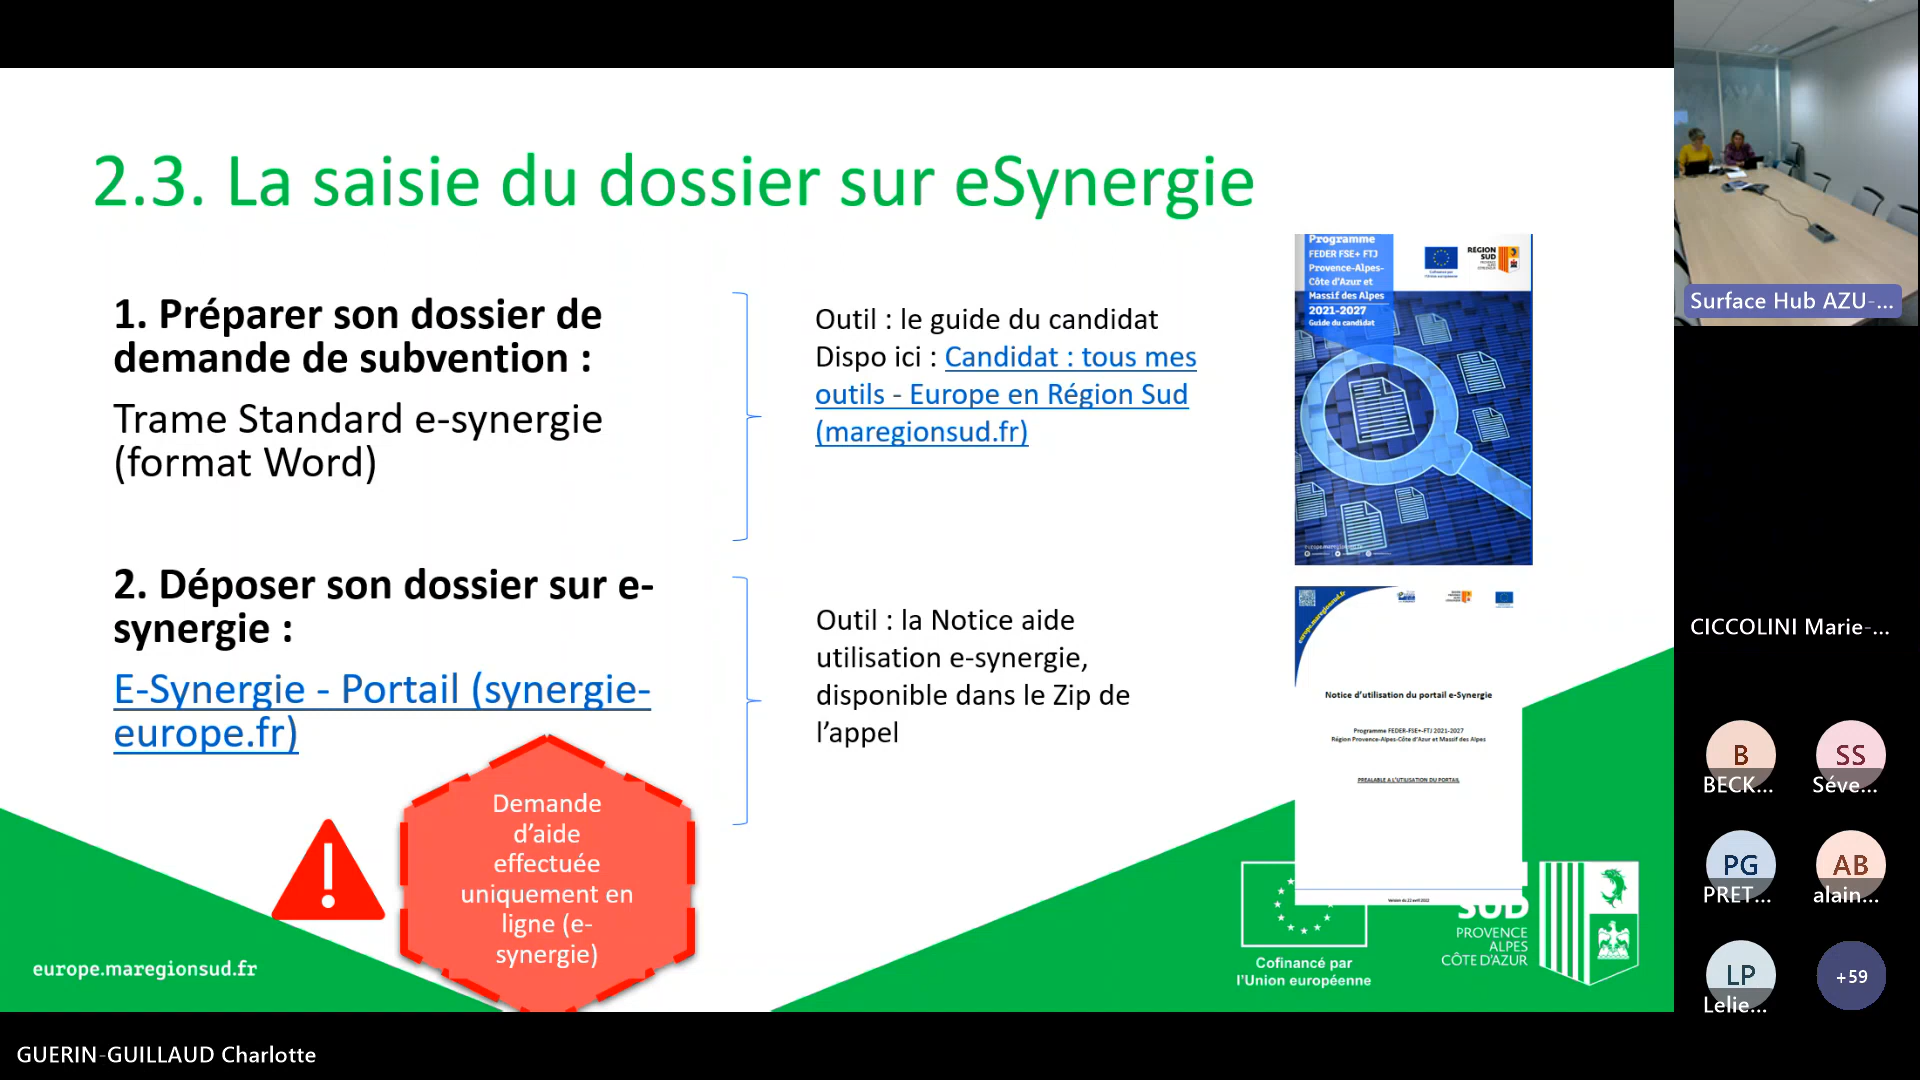 2.3. La saisie du dossier sur eSynergie
1. Préparer son dossier de
demande de subvention :
Trame Standard e-synergie
(format Word)
2. Déposer son dossier sur e-
synergie :
E-Synergie - Portail (synergie-
europe.fr)
Demande
d’aide
effectuée
uniquement en
ligne (e-
synergie)
Outil : le guide du candidat
Dispo ici : Candidat : tous mes
outils - Europe en Région Sud
(maregionsud.fr)
Outil : la Notice aide
utilisation e-synergie,
disponible dans le Zip de
l’appel
Programme
FEDER FSE+ FTJ
Provence-Alpes-
Côte d'Azur et
Massif des Alpes
2021-2027
Guide du candidat
RÉGION
SUD
europe.maregionsud.fr
Notice d’utilisation du portail e-Synergie
Programme FEDER-FSE+-FTJ 2021-2027
Région Provence-Alpes-Côte d’Azur et Massif des Alpes
PREALABLE A L’UTILISATION DU PORTAIL
europe.maregionsud.fr
Cofinancé par
l’Union européenne
SUD
PROVENCE
ALPES
CÔTE D’AZUR
Surface Hub AZU-...
CICCOLINI Marie-...
B
BECK...
SS
Séve...
PG
PRET...
AB
alain...
LP
Lelie...
+59
GUERIN-GUILLAUD Charlotte